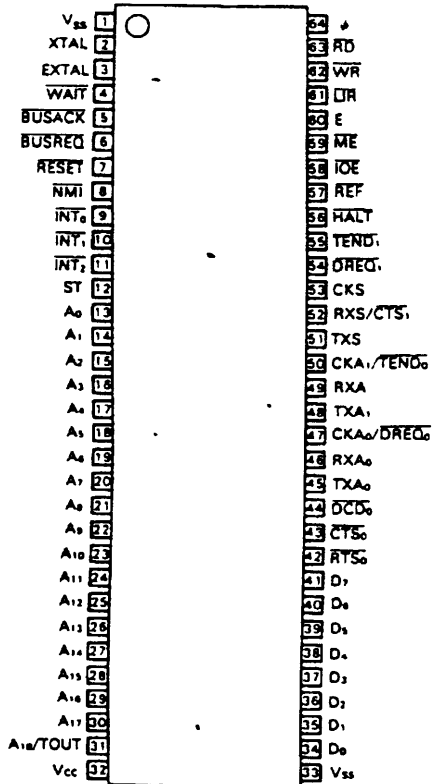 Vss 1
XTAL 2
EXTAL 3
WAIT 4
BUSACK 5
BUSREQ 6
RESET 7
NMI 8
INT₀ 9
INT₁ 10
INT₂ 11
ST 12
A₀ 13
A₁ 14
A₂ 15
A₃ 16
A₄ 17
A₅ 18
A₆ 19
A₇ 20
A₈ 21
A₉ 22
A₁₀ 23
A₁₁ 24
A₁₂ 25
A₁₃ 26
A₁₄ 27
A₁₅ 28
A₁₆ 29
A₁₇ 30
A₁₈/TOUT 31
Vcc 32
64 φ
63 RD
62 WR
61 LIR
60 E
59 ME
58 IOE
57 REF
56 HALT
55 TEND₁
54 DREQ₁
53 CKS
52 RXS/CTS₁
51 TXS
50 CKA₁/TEND₀
49 RXA
48 TXA₁
47 CKA₀/DREQ₀
46 RXA₀
45 TXA₀
44 DCD₀
43 CTS₀
42 RTS₀
41 D₇
40 D₆
39 D₅
38 D₄
37 D₃
36 D₂
35 D₁
34 D₀
33 Vss